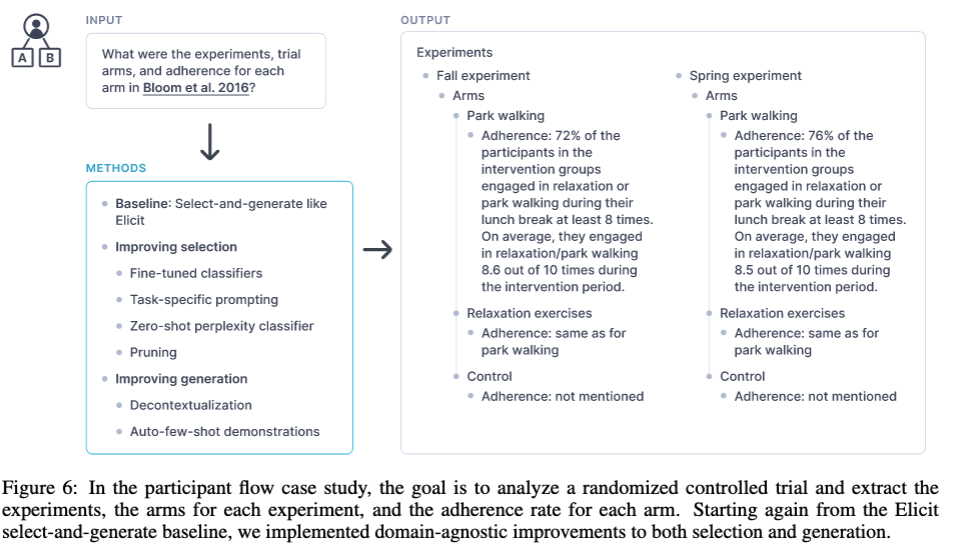 A B
INPUT
What were the experiments, trial
arms, and adherence for each
arm in Bloom et al. 2016?
METHODS
Baseline: Select-and-generate like
Elicit
Improving selection
Fine-tuned classifiers
Task-specific prompting
Zero-shot perplexity classifier
Pruning
Improving generation
Decontextualization
Auto-few-shot demonstrations
OUTPUT
Experiments
Fall experiment
Arms
Park walking
Adherence: 72% of the
participants in the
intervention groups
engaged in relaxation or
park walking during their
lunch break at least 8 times.
On average, they engaged
in relaxation/park walking
8.6 out of 10 times during
the intervention period.
Relaxation exercises
Adherence: same as for
park walking
Control
Adherence: not mentioned
Spring experiment
Arms
Park walking
Adherence: 76% of the
participants in the
intervention groups
engaged in relaxation or
park walking during their
lunch break at least 8 times.
On average, they engaged
in relaxation/park walking
8.5 out of 10 times during
the intervention period.
Relaxation exercises
Adherence: same as for
park walking
Control
Adherence: not mentioned
Figure 6: In the participant flow case study, the goal is to analyze a randomized controlled trial and extract the
experiments, the arms for each experiment, and the adherence rate for each arm. Starting again from the Elicit
select-and-generate baseline, we implemented domain-agnostic improvements to both selection and generation.